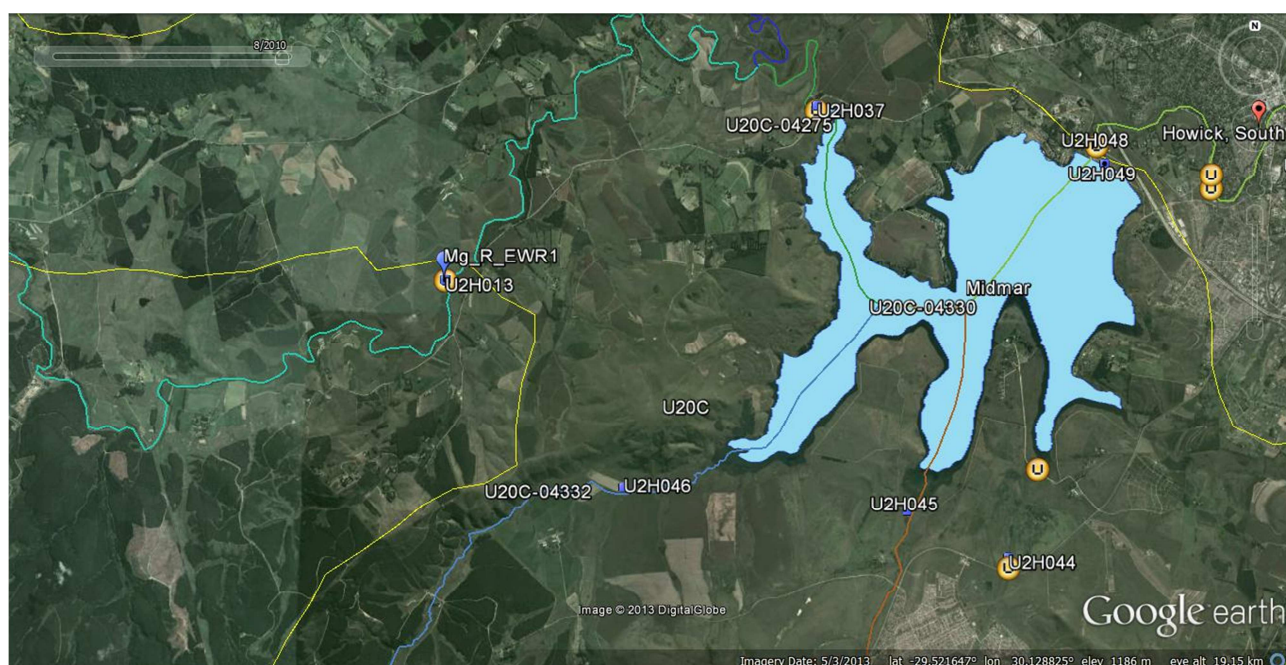 N
8/2010
U2H037
U20C-04275
U2H048
Howick, South
U2H049
Mg_R_EWR1
U2H013
Midmar
U20C-04330
U20C
U20C-04332
U2H046
U2H045
U2H044
Image © 2013 DigitalGlobe
Google earth
Imagery Date: 5/3/2013 lat -29.521647° lon 30.128825° elev 1186 m eye alt 19.15 km